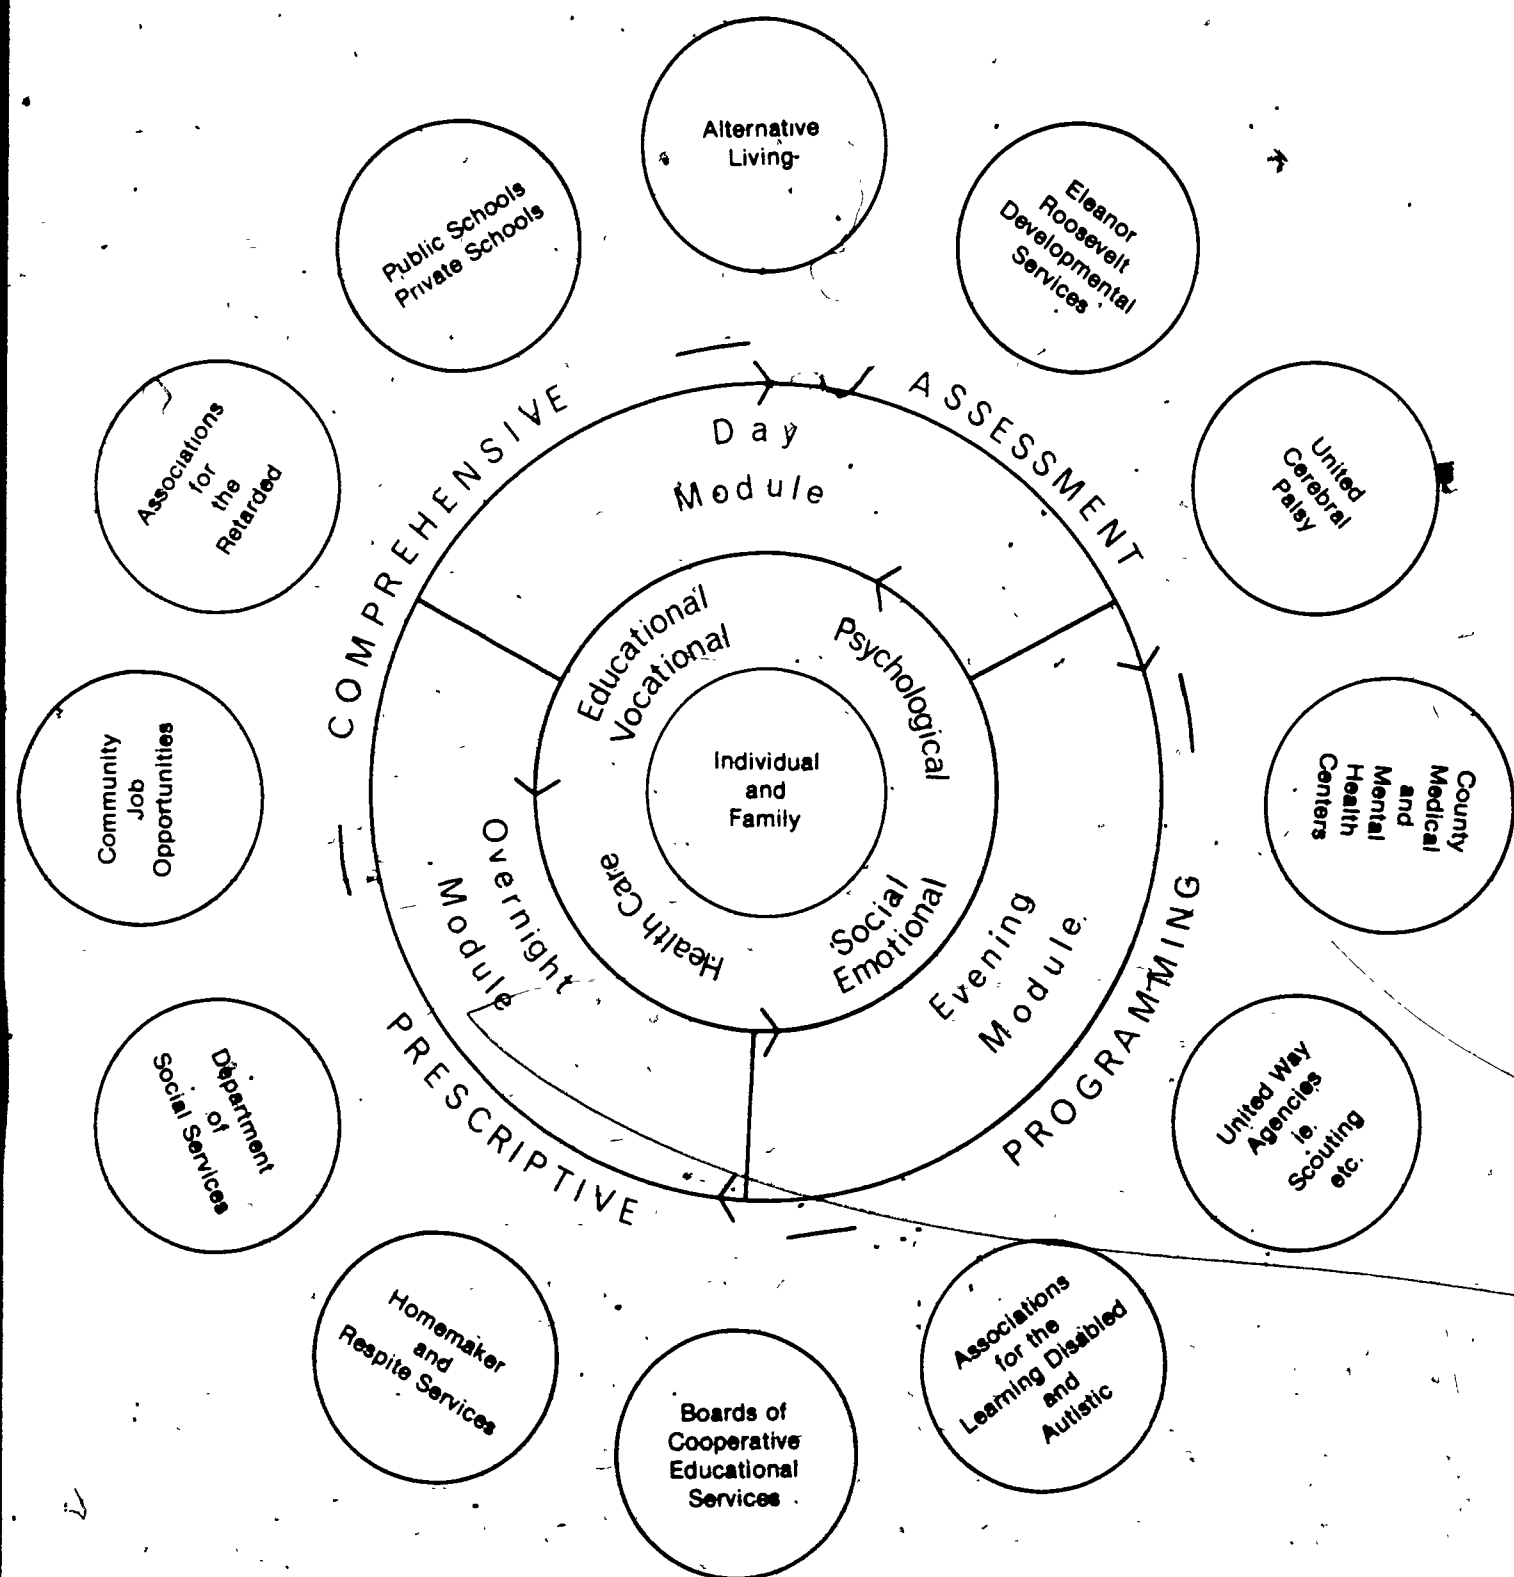 Alternative
Living
Eleanor
Roosevelt
Developmental
Services
United
Cerebral
Palsy
County
Medical
and
Mental
Health
Centers
United Way
Agencies
ie.
Scouting
etc.
Associations
for the
Learning Disabled
and
Autistic
Boards of
Cooperative
Educational
Services
Homemaker
and
Respite Services
Department
of
Social Services
Community
Job
Opportunities
Associations
for
the
Retarded
Public Schools
Private Schools
COMPREHENSIVE
ASSESSMENT
PROGRAMMING
PRESCRIPTIVE
Day
Module
Evening
Module
Overnight
Module
Educational
Vocational
Psychological
Social
Emotional
Health Care
Individual
and
Family